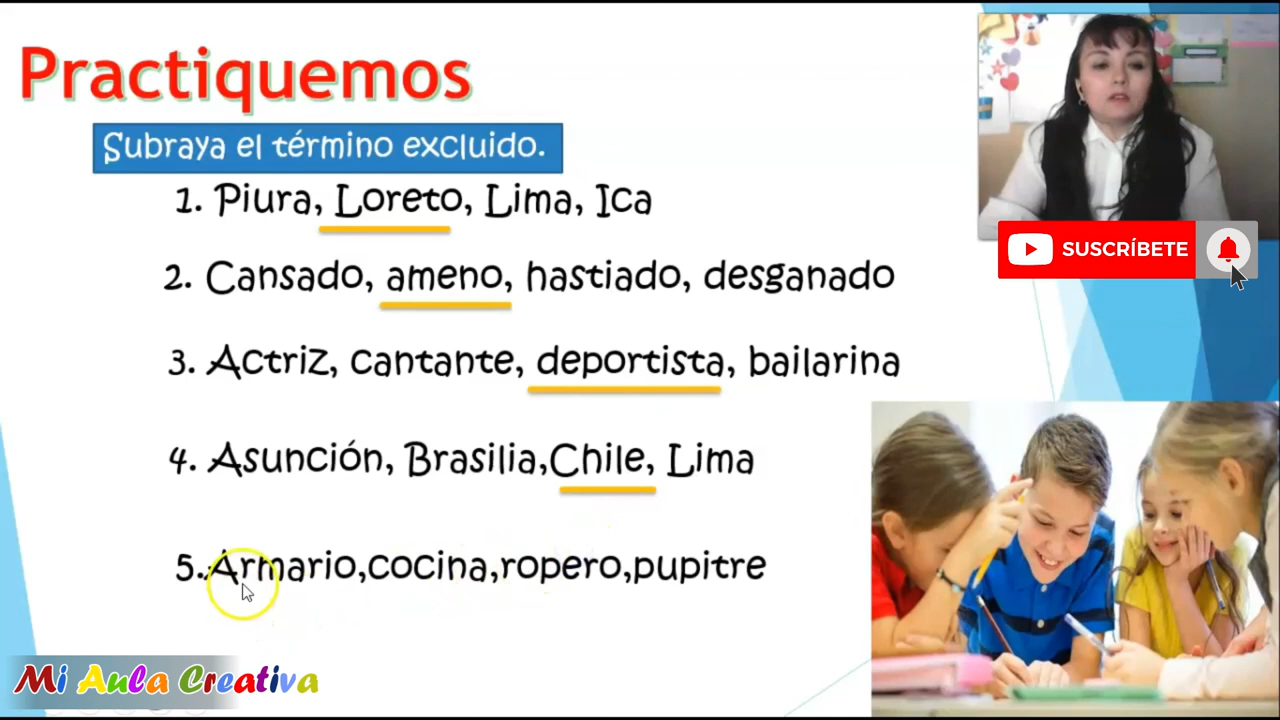 Practiquemos
Subraya el término excluido.
1. Piura, Loreto, Lima, Ica
2. Cansado, ameno, hastiado, desganado
3. Actriz, cantante, deportista, bailarina
4. Asunción, Brasilia,Chile, Lima
5.Armario,cocina,ropero,pupitre
SUSCRÍBETE
Mi Aula Creativa